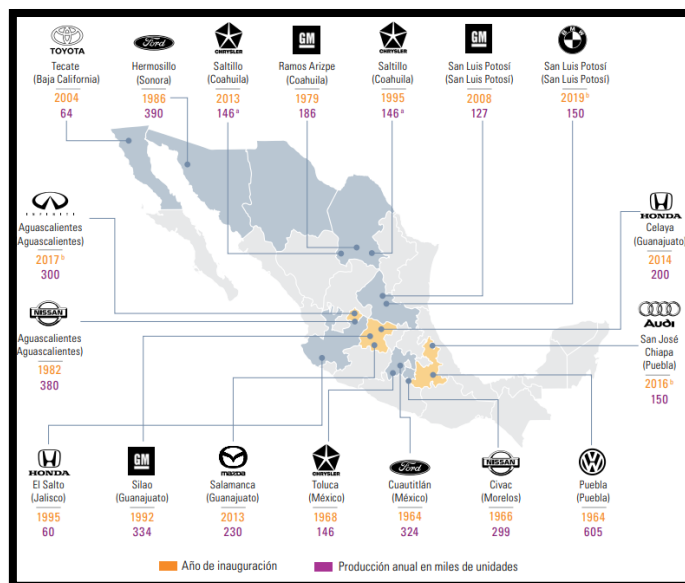 TOYOTA
Tecate
(Baja California)
2004
64
Ford
Hermosillo
(Sonora)
1986
390
CHRYSLER
Saltillo
(Coahuila)
2013
146ª
GM
Ramos Arizpe
(Coahuila)
1979
186
CHRYSLER
Saltillo
(Coahuila)
1995
146ª
GM
San Luis Potosí
(San Luis Potosí)
2008
127
BMW
San Luis Potosí
(San Luis Potosí)
2019ᵇ
150
INFINITI
Aguascalientes
Aguascalientes)
2017ᵇ
300
HONDA
Celaya
(Guanajuato)
2014
200
NISSAN
Aguascalientes
Aguascalientes)
1982
380
Audi
San José
Chiapa
(Puebla)
2016ᵇ
150
HONDA
El Salto
(Jalisco)
1995
60
GM
Silao
(Guanajuato)
1992
334
mazda
Salamanca
(Guanajuato)
2013
230
CHRYSLER
Toluca
(México)
1968
146
Ford
Cuautitlán
(México)
1964
324
NISSAN
Civac
(Morelos)
1966
299
Puebla
(Puebla)
1964
605
Año de inauguración
Producción anual en miles de unidades